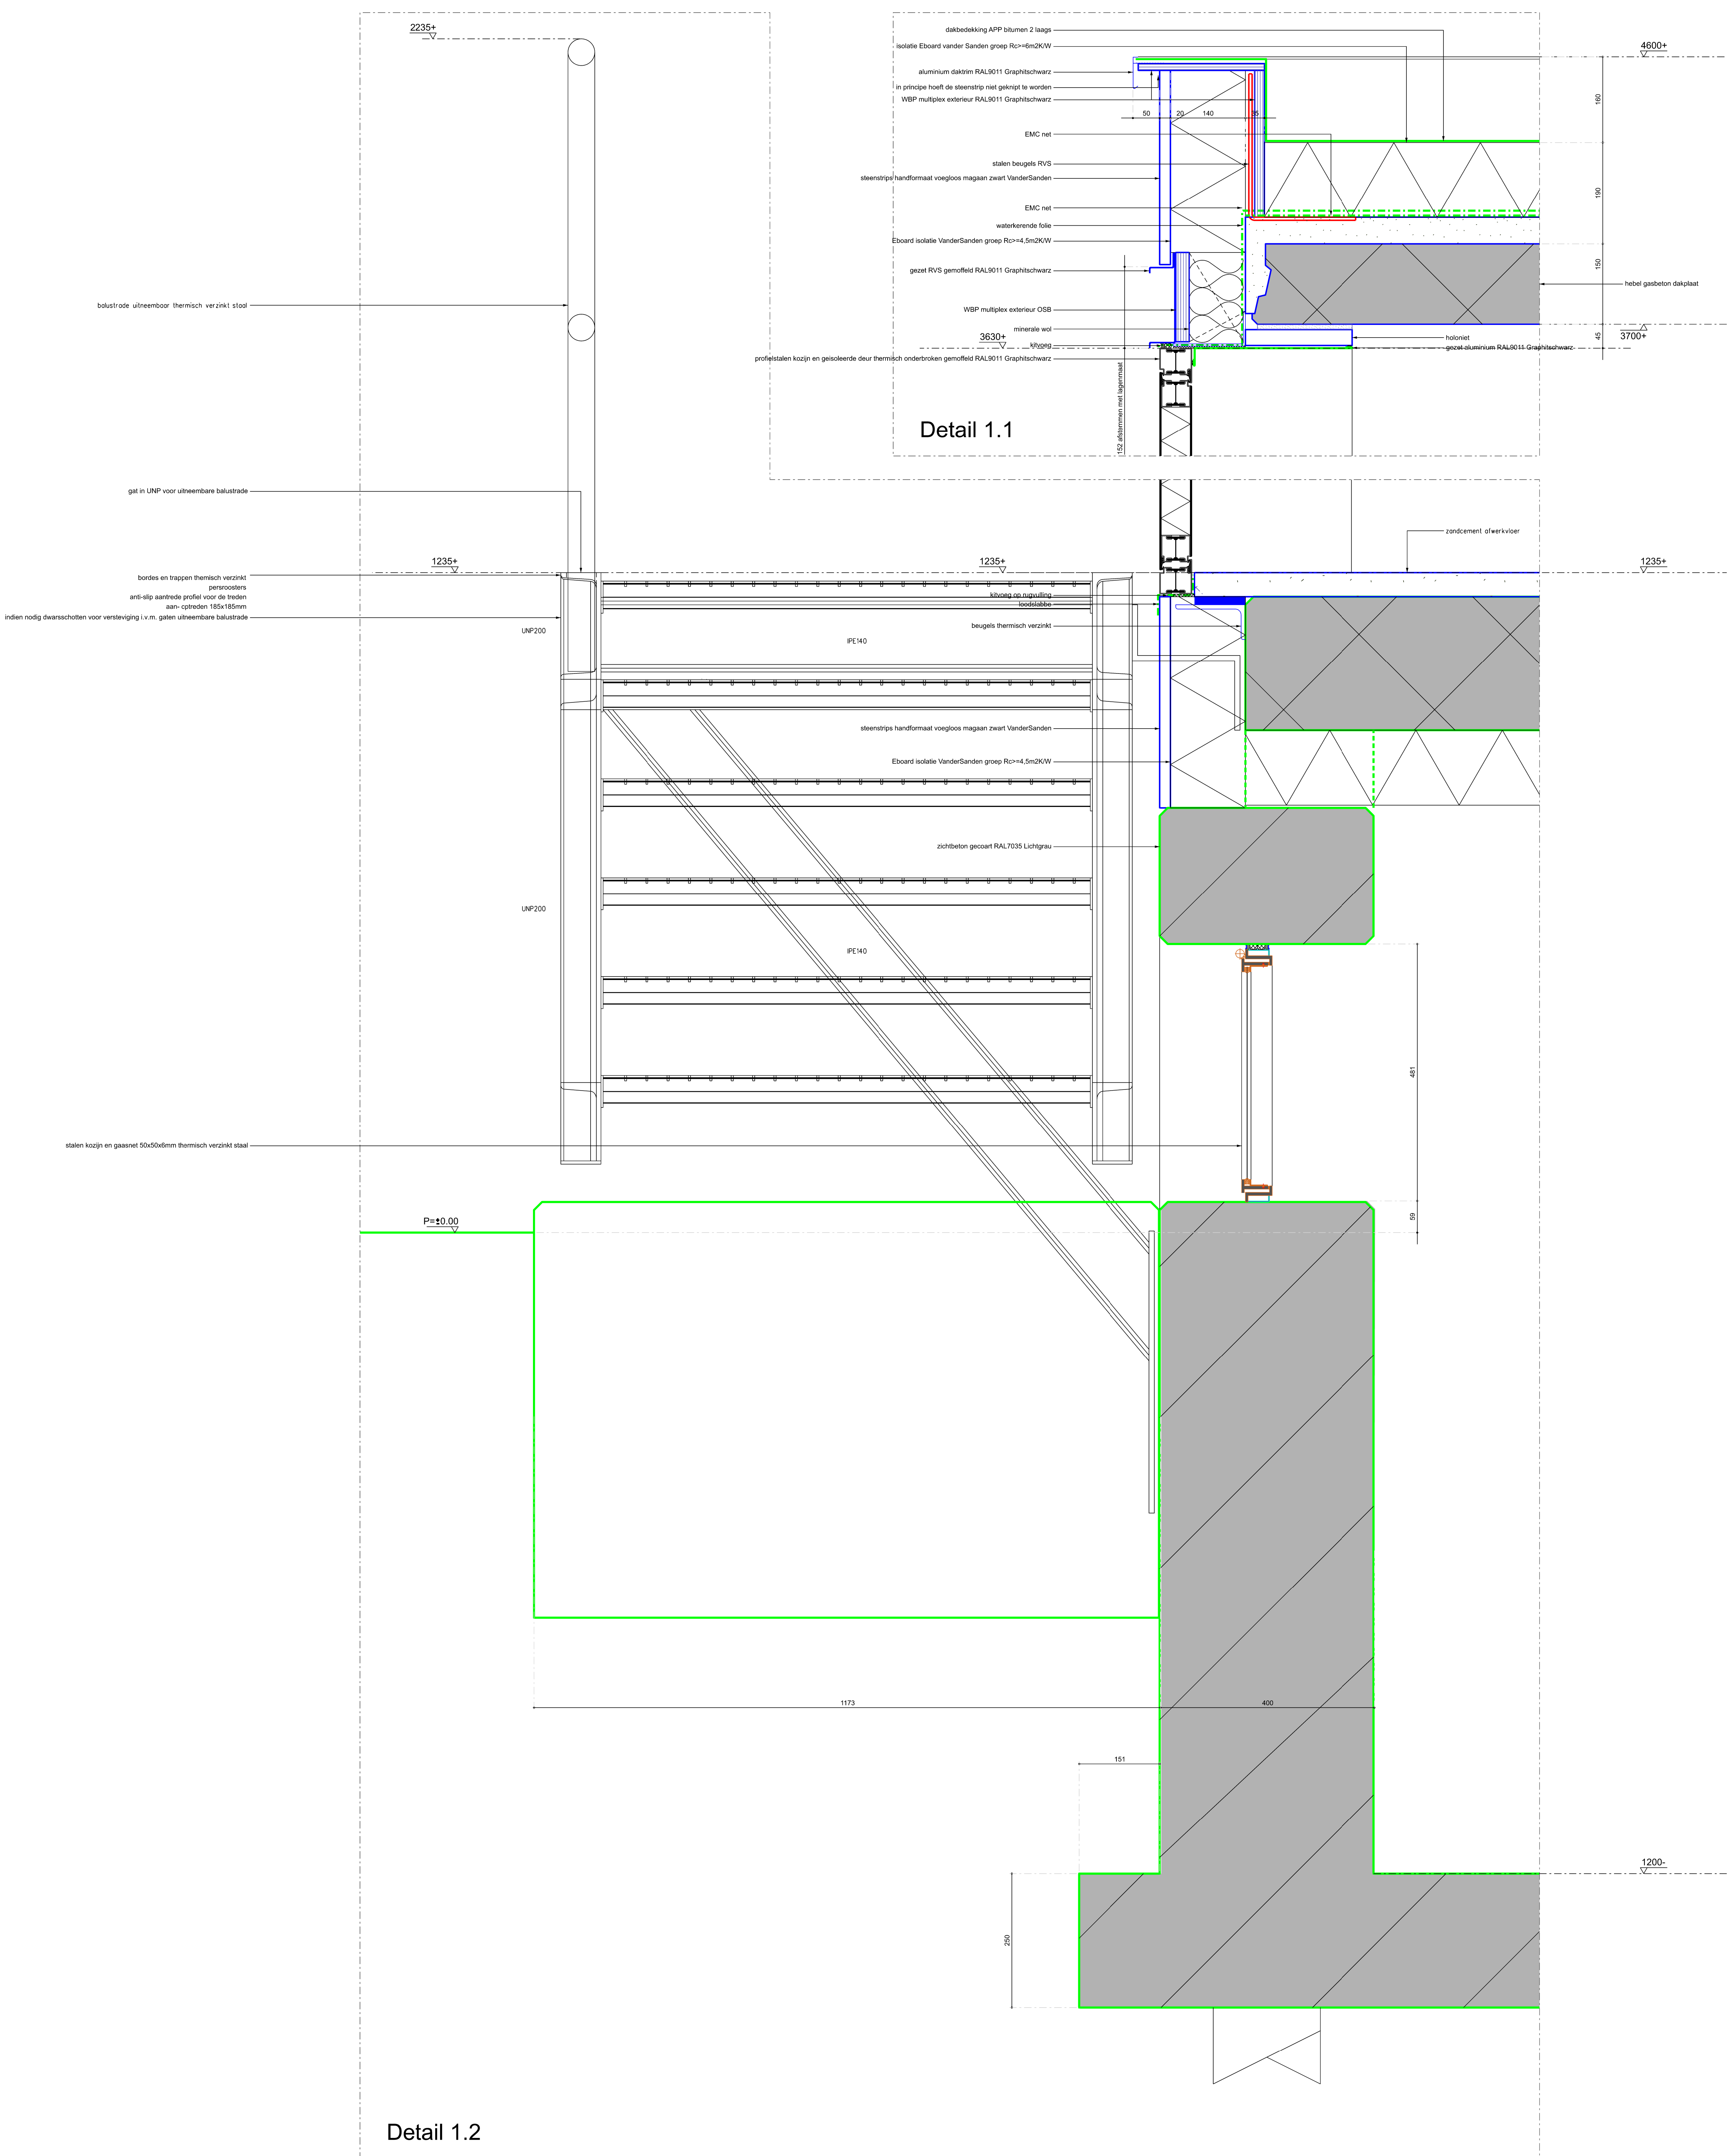 2235+
dakbedekking APP bitumen 2 laags
isolatie Eboard vander Sanden groep Rc>=6m2K/W
4600+
aluminium daktrim RAL9011 Graphitschwarz
in principe hoeft de steenstrip niet geknipt te worden
WBP multiplex exterieur RAL9011 Graphitschwarz
160
50
20
140
35
EMC net
stalen beugels RVS
steenstrips handformaat voegloos magaan zwart VanderSanden
190
EMC net
waterkerende folie
Eboard isolatie VanderSanden groep Rc>=4,5m2K/W
150
gezet RVS gemoffeld RAL9011 Graphitschwarz
hebel gasbeton dakplaat
balustrade uitneembaar thermisch verzinkt staal
WBP multiplex exterieur OSB
minerale wol
3630+
3700+
45
holoniet
kitvoeg
gezet aluminium RAL9011 Graphitschwarz
profielstalen kozijn en geisoleerde deur thermisch ondertbroken gemoffeld RAL9011 Graphitschwarz
152 afstemmen met lagenmaat
Detail 1.1
gat in UNP voor uitneembare balustrade
zandcement afwerkvloer
1235+
1235+
1235+
bordes en trappen themisch verzinkt
persroosters
anti-slip aantrede profiel voor de treden
aan- cptreden 185x185mm
indien nodig dwarsschotten voor versteviging i.v.m. gaten uitneembare balustrade
kitvoeg op rugvulling
loodslabbe
beugels thermisch verzinkt
UNP200
IPE140
steenstrips handformaat voegloos magaan zwart VanderSanden
Eboard isolatie VanderSanden groep Rc>=4,5m2K/W
zichtbeton gecoart RAL7035 Lichtgrau
UNP200
IPE140
481
stalen kozijn en gaasnet 50x50x6mm thermisch verzinkt staal
P=±0.00
59
1173
400
151
1200-
250
Detail 1.2